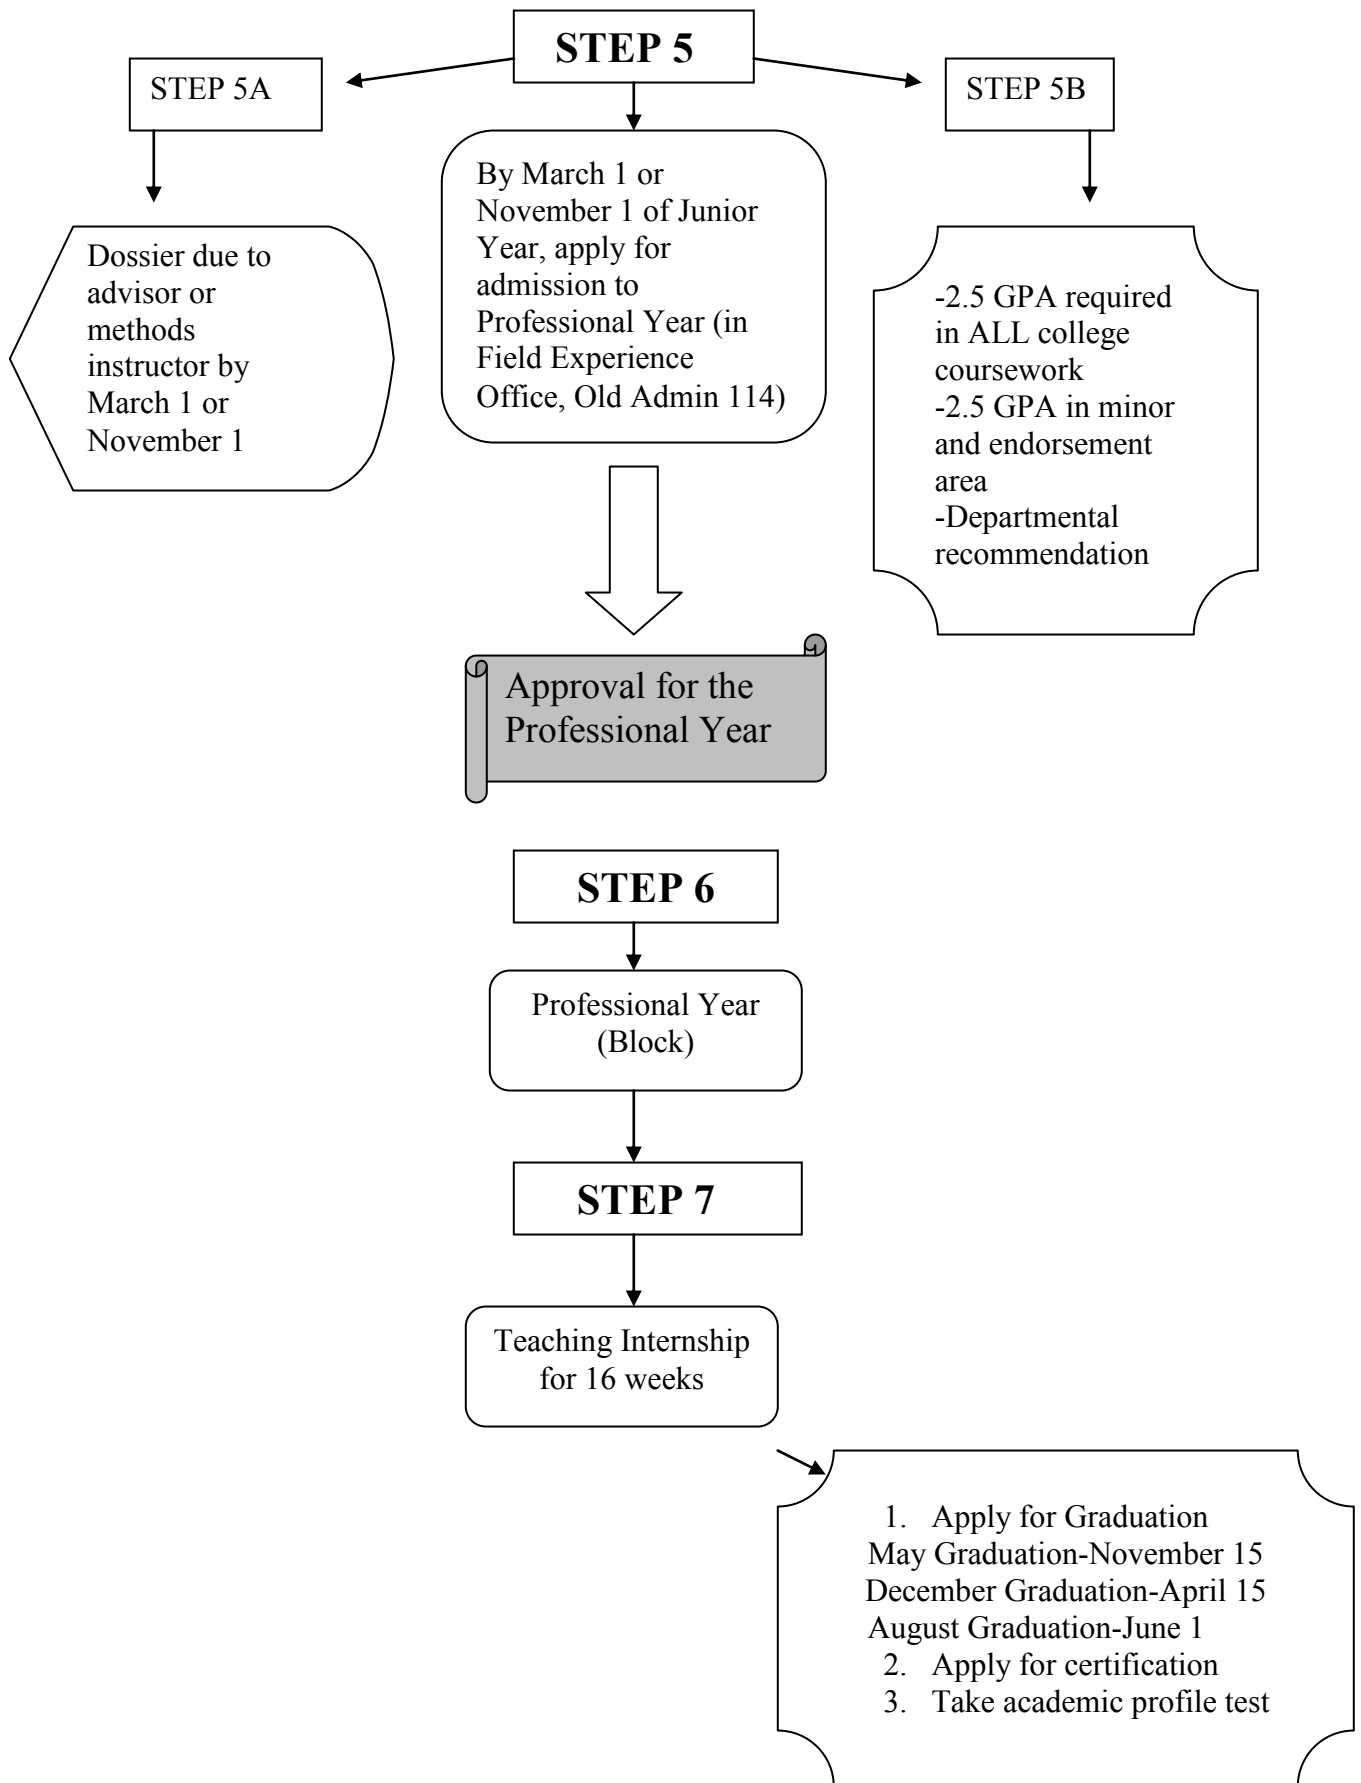 STEP 5
STEP 5A
STEP 5B
Dossier due to
advisor or
methods
instructor by
March 1 or
November 1
By March 1 or
November 1 of Junior
Year, apply for
admission to
Professional Year (in
Field Experience
Office, Old Admin 114)
-2.5 GPA required
in ALL college
coursework
-2.5 GPA in minor
and endorsement
area
-Departmental
recommendation
Approval for the
Professional Year
STEP 6
Professional Year
(Block)
STEP 7
Teaching Internship
for 16 weeks
1. Apply for Graduation
May Graduation-November 15
December Graduation-April 15
August Graduation-June 1
2. Apply for certification
3. Take academic profile test